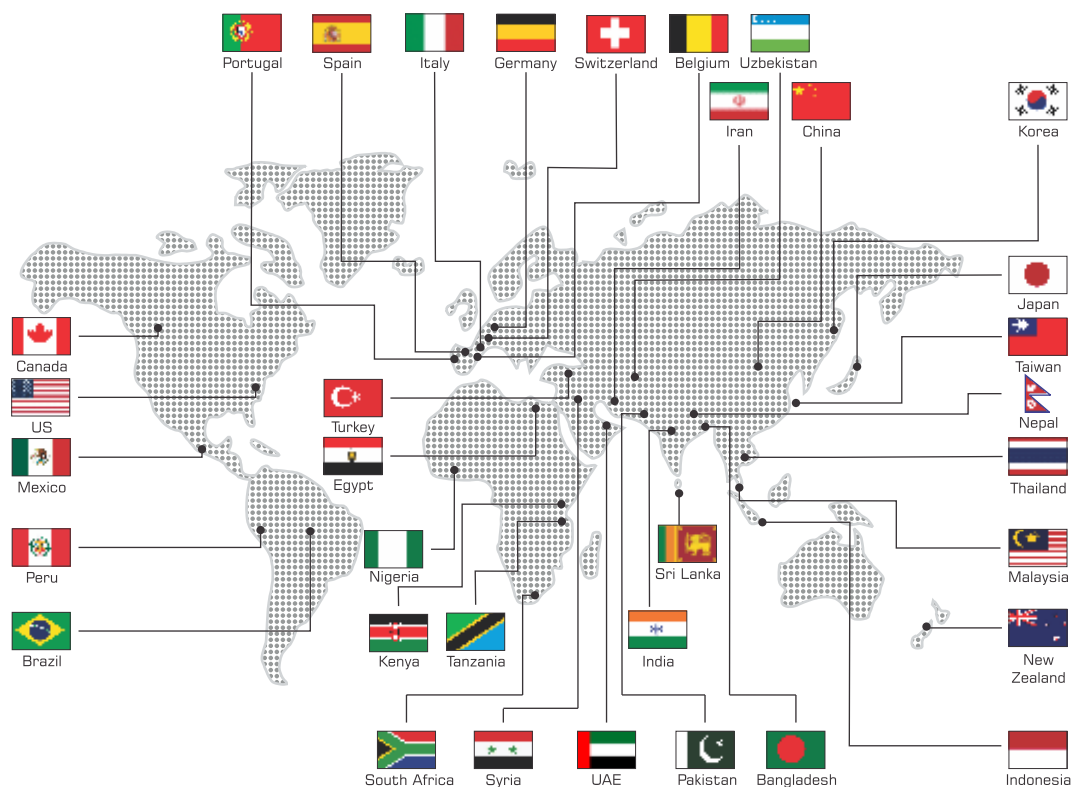 Portugal
Spain
Italy
Germany
Switzerland
Belgium
Uzbekistan
Iran
China
Korea
Japan
Canada
Taiwan
US
Turkey
Nepal
Mexico
Egypt
Thailand
Peru
Nigeria
Sri Lanka
Malaysia
Brazil
Kenya
Tanzania
India
New
Zealand
South Africa
Syria
UAE
Pakistan
Bangladesh
Indonesia